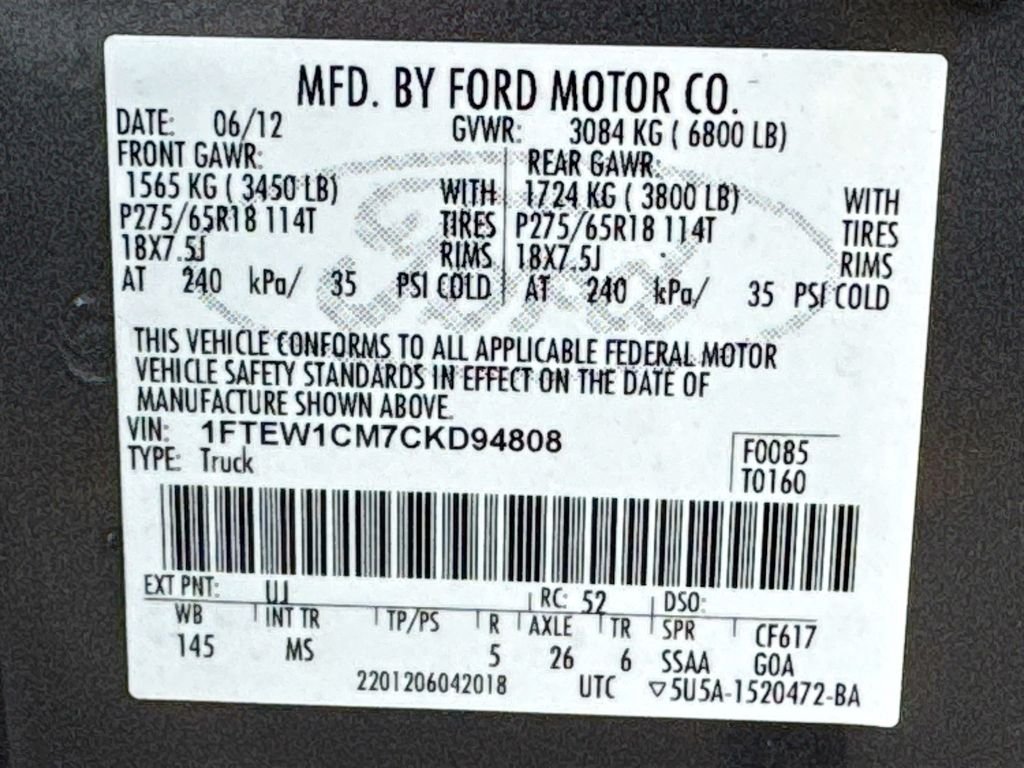 MFD. BY FORD MOTOR CO.
DATE: 06/12 GVWR: 3084 KG ( 6800 LB)
FRONT GAWR: REAR GAWR:
1565 KG ( 3450 LB) WITH 1724 KG ( 3800 LB) WITH
P275/65R18 114T TIRES P275/65R18 114T TIRES
18X7.5J RIMS 18X7.5J RIMS
AT 240 kPa/ 35 PSI COLD AT 240 kPa/ 35 PSI COLD
Ford
THIS VEHICLE CONFORMS TO ALL APPLICABLE FEDERAL MOTOR
VEHICLE SAFETY STANDARDS IN EFFECT ON THE DATE OF
MANUFACTURE SHOWN ABOVE.
VIN: 1FTEW1CM7CKD94808
TYPE: Truck
F0085
T0160
EXT PNT: UJ RC: 52 DSO:
WB INT TR TP/PS R AXLE TR SPR CF617
145 MS 5 26 6 SSAA GOA
2201206042018 UTC ▽5U5A-1520472-BA